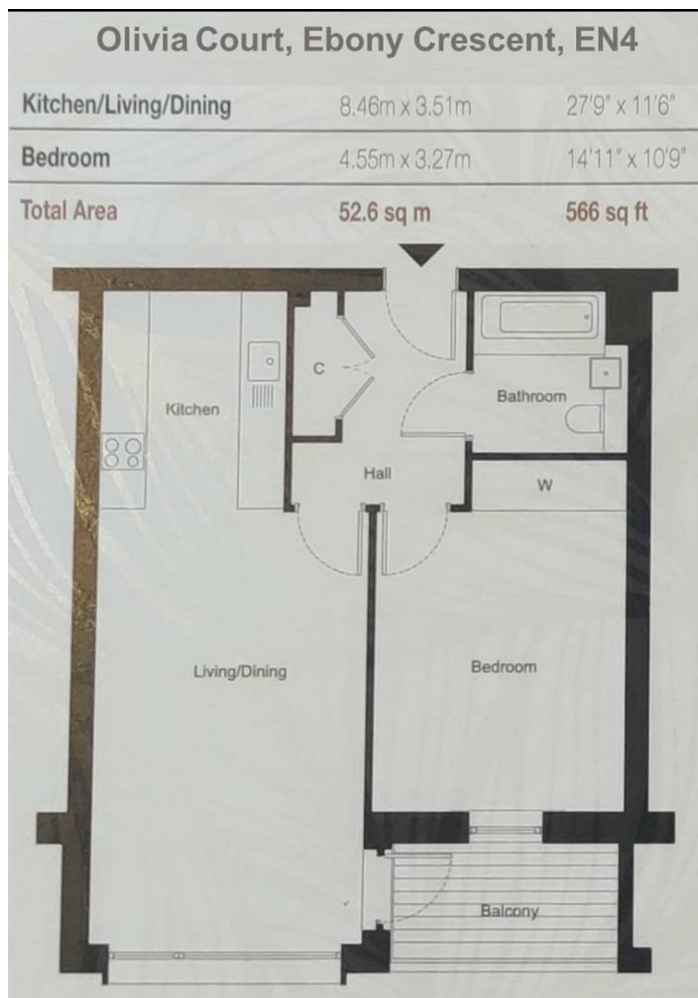 Olivia Court, Ebony Crescent, EN4
Kitchen/Living/Dining 8.46m x 3.51m 27'9" x 11'6"
Bedroom 4.55m x 3.27m 14'11" x 10'9"
Total Area 52.6 sq m 566 sq ft
C
Kitchen
Bathroom
Hall
W
Living/Dining
Bedroom
Balcony